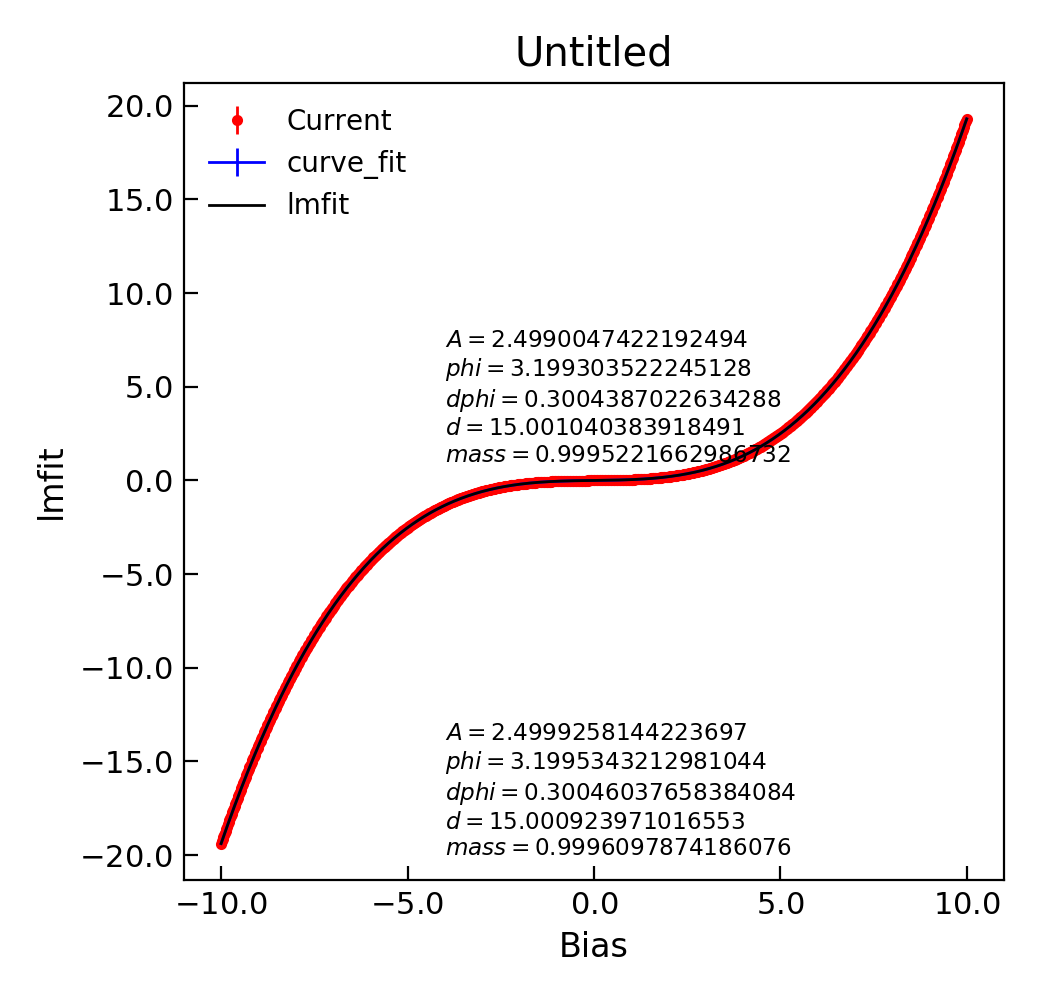 Untitled
20.0
15.0
10.0
5.0
0.0
−5.0
−10.0
−15.0
−20.0
lmfit
Current
curve_fit
lmfit
A = 2.4990047422192494
phi = 3.199303522245128
dphi = 0.3004387022634288
d = 15.001040383918491
mass = 0.9995221662986732
A = 2.4999258144223697
phi = 3.1995343212981044
dphi = 0.30046037658384084
d = 15.000923971016553
mass = 0.9996097874186076
−10.0
−5.0
0.0
5.0
10.0
Bias